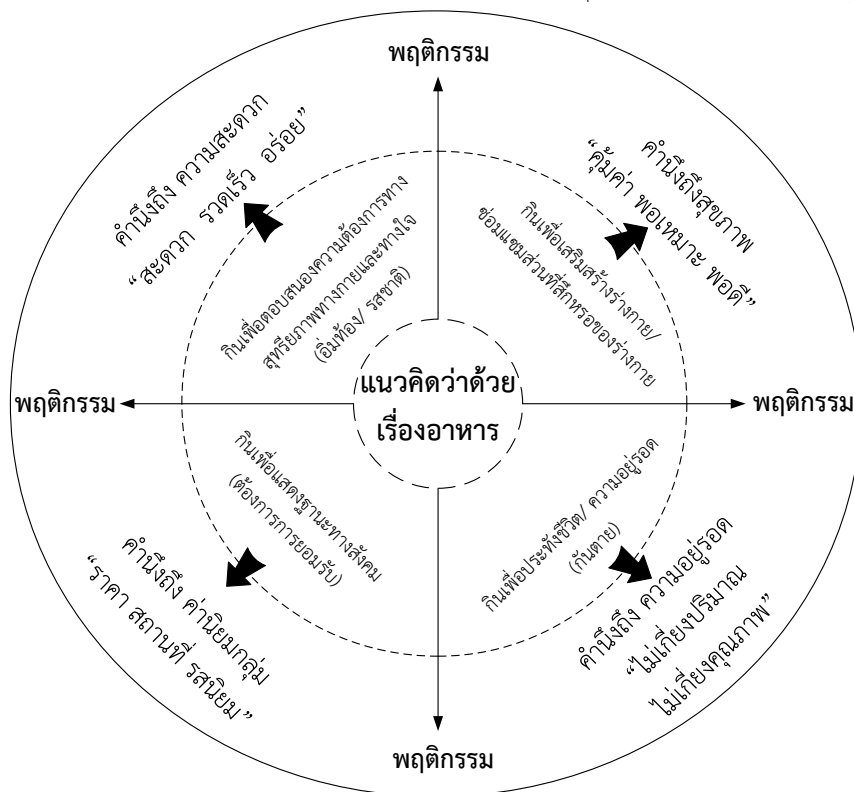 พฤติกรรม
คำนึงถึง ความสะดวก
“สะดวก รวดเร็ว อร่อย”
คำนึงถึงสุขภาพ
“คุ้มค่า พอเหมาะ พอดี”
กินเพื่อตอบสนองความต้องการทาง
สุทรียภาพทางกายและทางใจ
(อิ่มท้อง/ รสชาติ)
กินเพื่อเสริมสร้างร่างกาย/
ซ่อมแซมส่วนที่สึกหรอของร่างกาย
พฤติกรรม
แนวคิดว่าด้วย
เรื่องอาหาร
พฤติกรรม
กินเพื่อแสดงฐานะทางสังคม
(ต้องการการยอมรับ)
กินเพื่อประทังชีวิต/ ความอยู่รอด
(กันตาย)
คำนึงถึง ค่านิยมกลุ่ม
“ราคา สถานที่ รสนิยม”
คำนึงถึง ความอยู่รอด
“ไม่เกี่ยงปริมาณ
ไม่เกี่ยงคุณภาพ”
พฤติกรรม